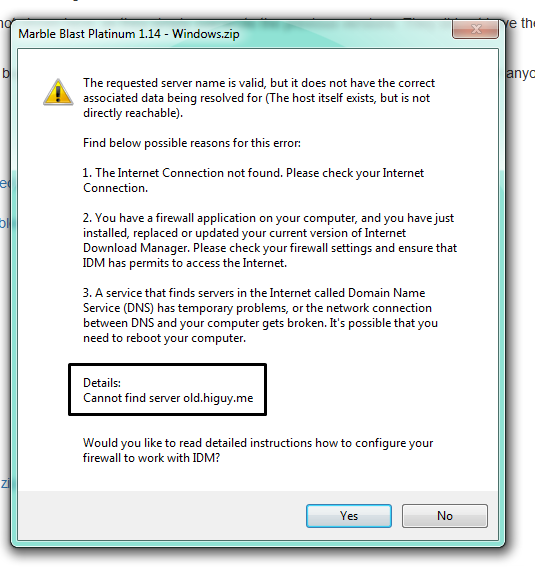 Marble Blast Platinum 1.14 - Windows.zip
The requested server name is valid, but it does not have the correct
associated data being resolved for (The host itself exists, but is not
directly reachable).
Find below possible reasons for this error:
1. The Internet Connection not found. Please check your Internet
Connection.
2. You have a firewall application on your computer, and you have just
installed, replaced or updated your current version of Internet
Download Manager. Please check your firewall settings and ensure that
IDM has permits to access the Internet.
3. A service that finds servers in the Internet called Domain Name
Service (DNS) has temporary problems, or the network connection
between DNS and your computer gets broken. It's possible that you
need to reboot your computer.
Details:
Cannot find server old.higuy.me
Would you like to read detailed instructions how to configure your
firewall to work with IDM?
Yes
No